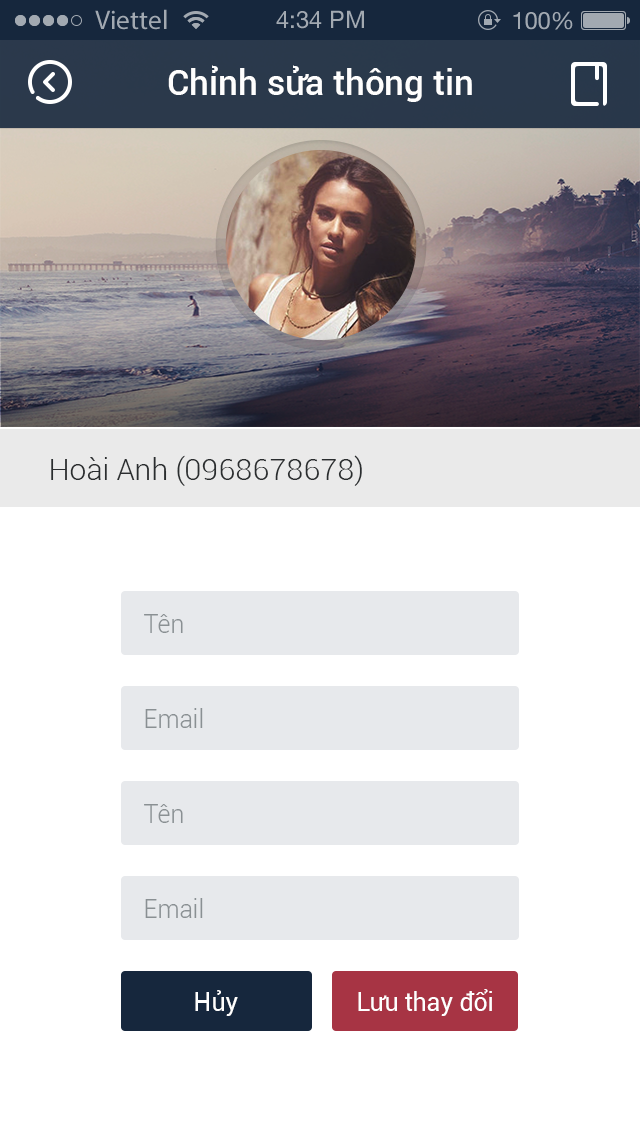 Viettel 4:34 PM 100%
Chỉnh sửa thông tin
Hoài Anh (0968678678)
Tên
Email
Tên
Email
Hủy Lưu thay đổi